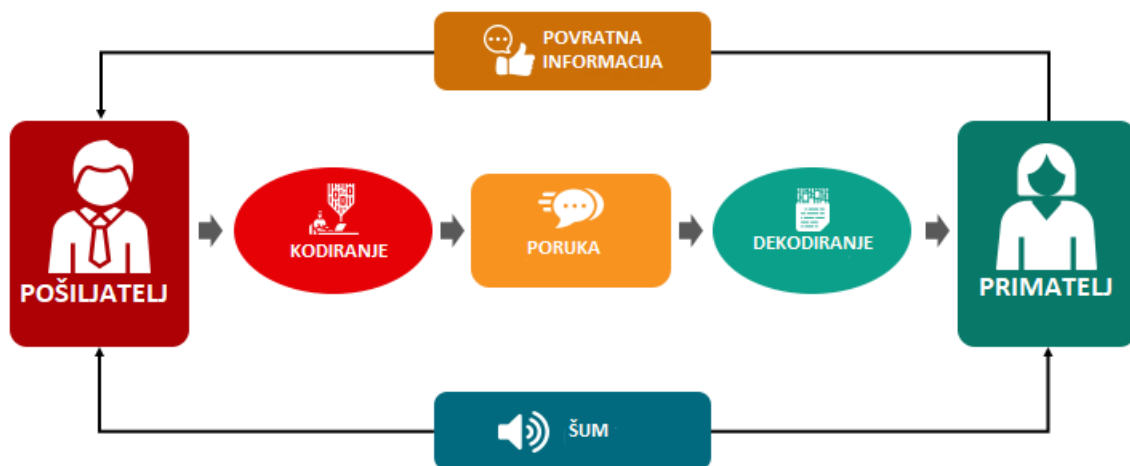 POVRATNA
INFORMACIJA
POŠILJATELJ
KODIRANJE
PORUKA
DEKODIRANJE
PRIMATELJ
ŠUM